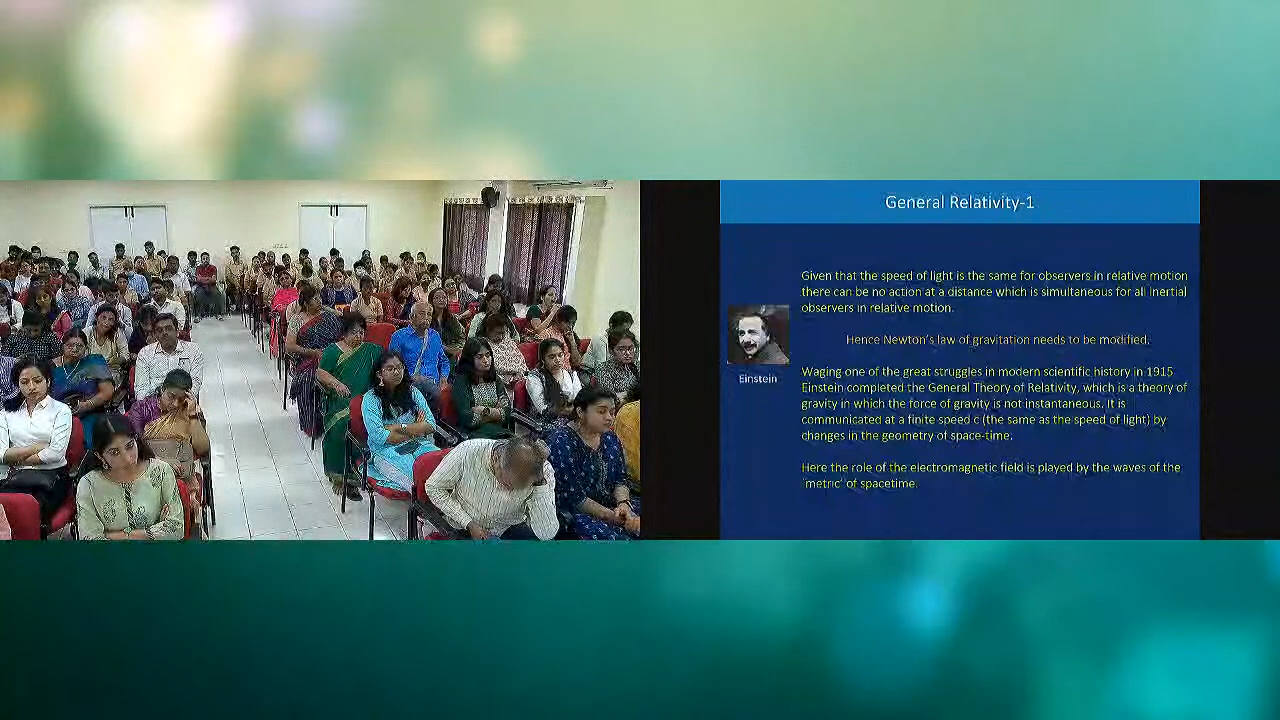 General Relativity-1
Given that the speed of light is the same for observers in relative motion
there can be no action at a distance which is simultaneous for all inertial
observers in relative motion.
Hence Newton's law of gravitation needs to be modified.
Waging one of the great struggles in modern scientific history in 1915
Einstein completed the General Theory of Relativity, which is a theory of
gravity in which the force of gravity is not instantaneous. It is
communicated at a finite speed c (the same as the speed of light) by
changes in the geometry of space-time.
Here the role of the electromagnetic field is played by the waves of the
'metric' of spacetime.
Einstein